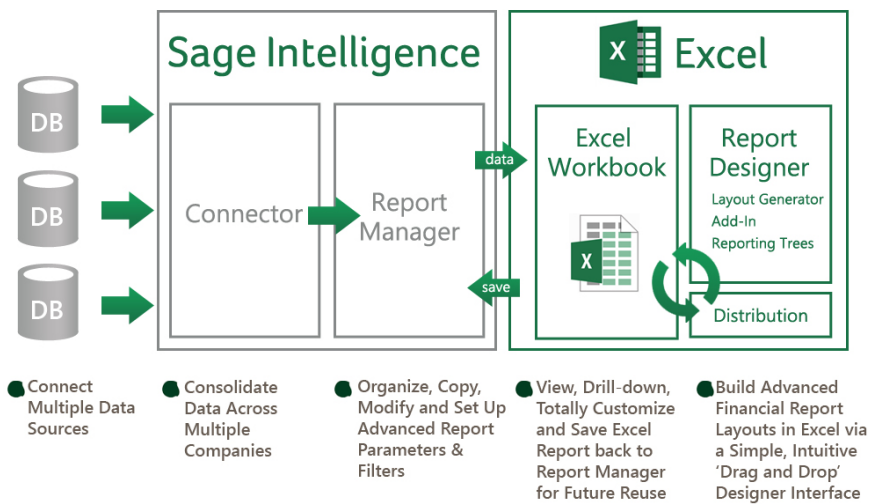 Sage Intelligence
X
Excel
DB
DB
DB
Connector
Report
Manager
data
save
Excel
Workbook
X
Report
Designer
Layout Generator
Add-In
Reporting Trees
Distribution
Connect
Multiple Data
Sources
Consolidate
Data Across
Multiple
Companies
Organize, Copy,
Modify and Set Up
Advanced Report
Parameters &
Filters
View, Drill-down,
Totally Customize
and Save Excel
Report back to
Report Manager
for Future Reuse
Build Advanced
Financial Report
Layouts in Excel via
a Simple, Intuitive
‘Drag and Drop’
Designer Interface